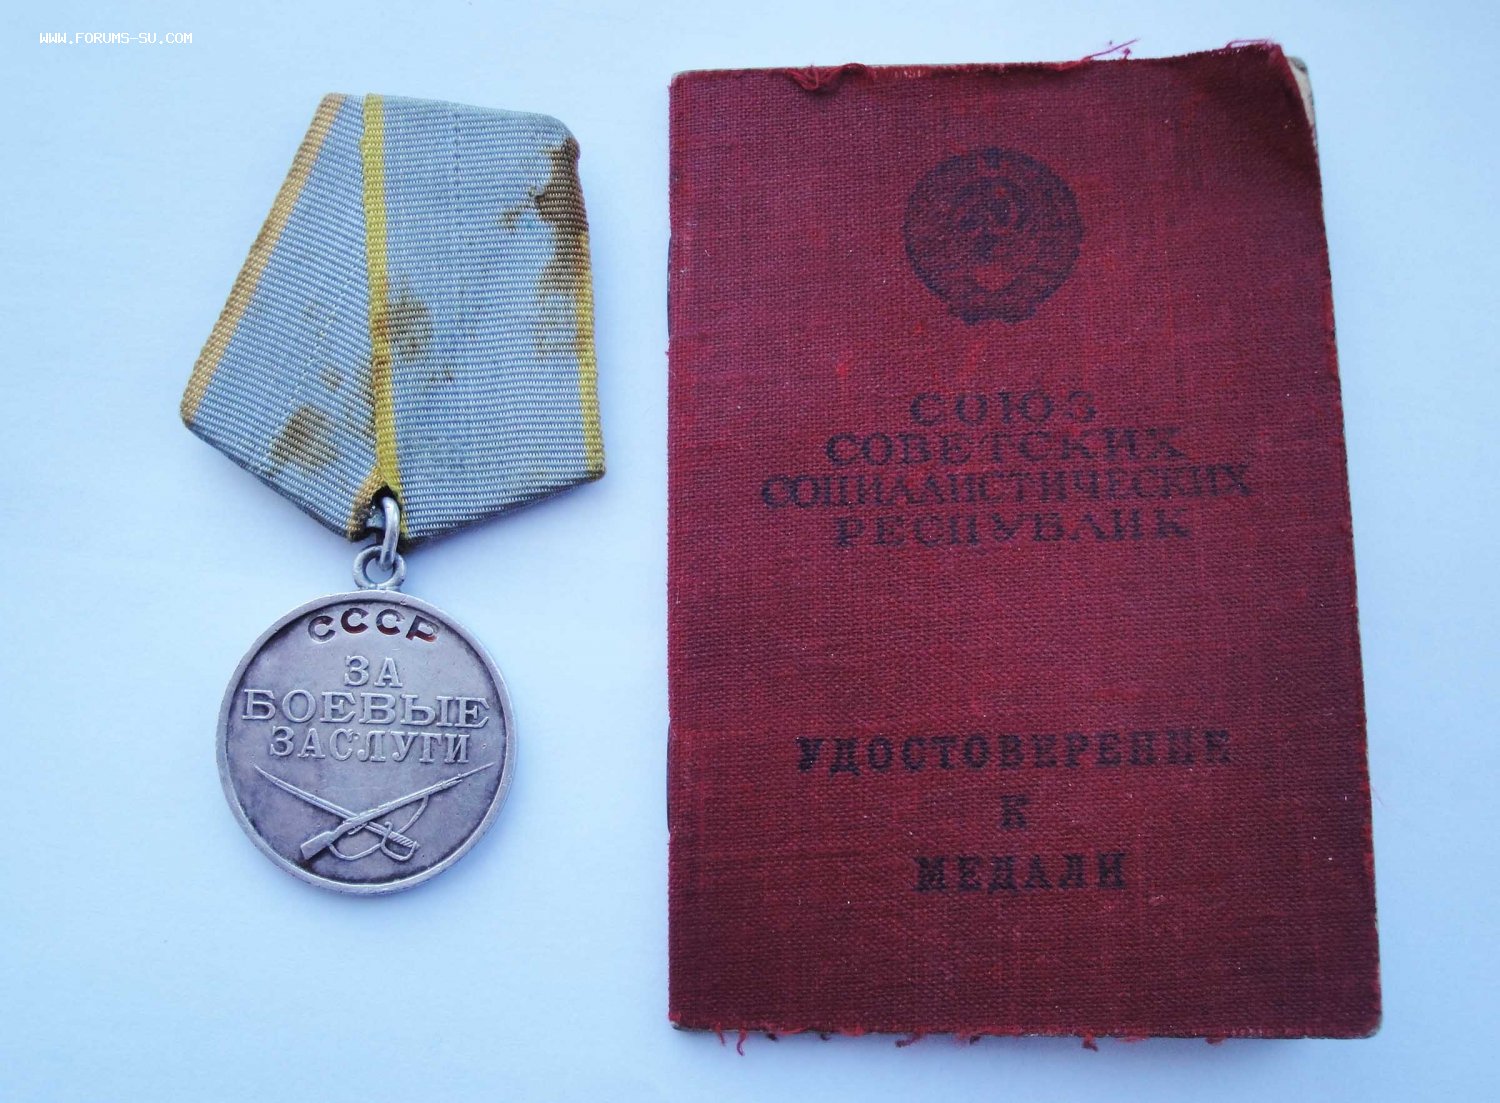 WWW.FORUMS-SU.COM
СССР
ЗА
БОЕВЫЕ
ЗАСЛУГИ
СОЮЗ
СОВЕТСКИХ
СОЦИАЛИСТИЧЕСКИХ
РЕСПУБЛИК
УДОСТОВЕРЕНИЕ
К
МЕДАЛИ